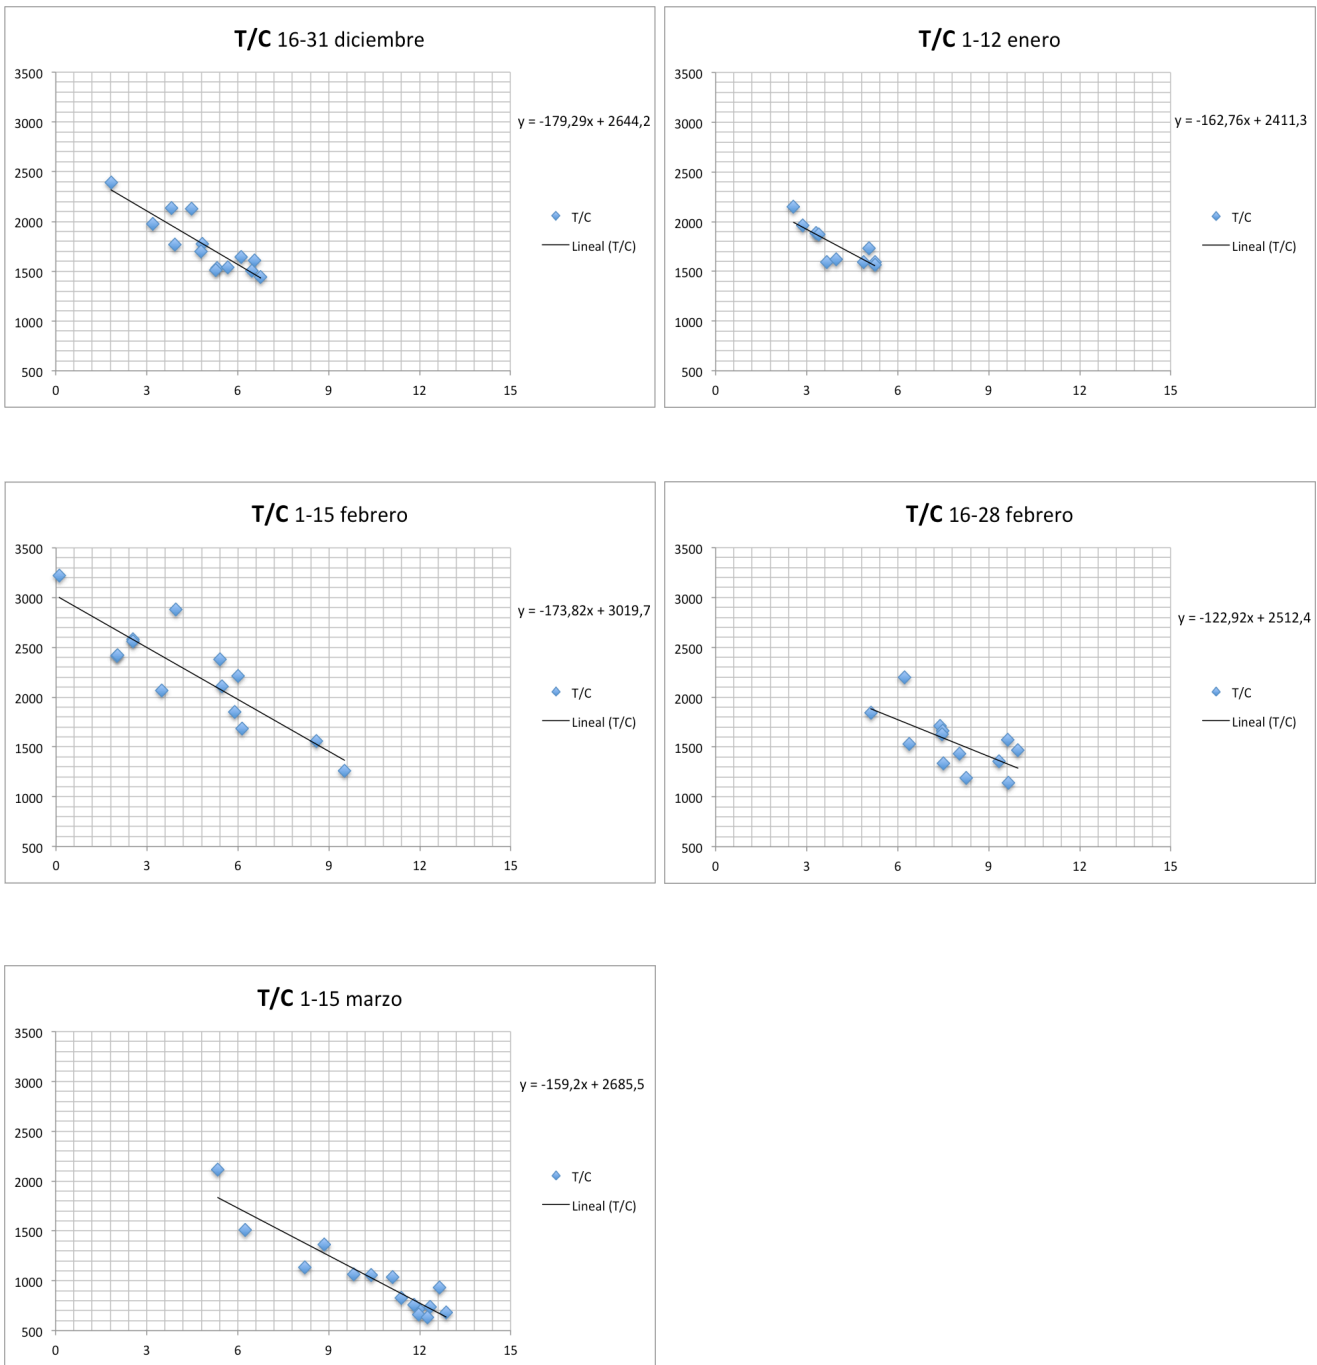 T/C 16-31 diciembre
3500
3000
2500
2000
1500
1000
500
0 3 6 9 12 15
y = -179,29x + 2644,2
T/C
Lineal (T/C)
T/C 1-12 enero
3500
3000
2500
2000
1500
1000
500
0 3 6 9 12 15
y = -162,76x + 2411,3
T/C
Lineal (T/C)
T/C 1-15 febrero
3500
3000
2500
2000
1500
1000
500
0 3 6 9 12 15
y = -173,82x + 3019,7
T/C
Lineal (T/C)
T/C 16-28 febrero
3500
3000
2500
2000
1500
1000
500
0 3 6 9 12 15
y = -122,92x + 2512,4
T/C
Lineal (T/C)
T/C 1-15 marzo
3500
3000
2500
2000
1500
1000
500
0 3 6 9 12 15
y = -159,2x + 2685,5
T/C
Lineal (T/C)